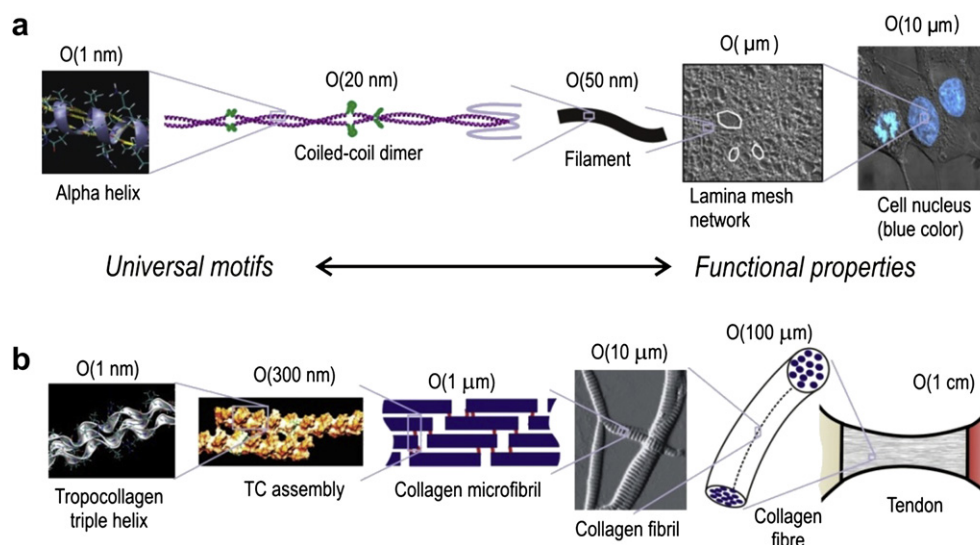 a
O(1 nm)
O(20 nm)
O(50 nm)
O( μm)
O(10 μm)
Alpha helix
Coiled-coil dimer
Filament
Lamina mesh
network
Cell nucleus
(blue color)
Universal motifs
Functional properties
b
O(1 nm)
O(300 nm)
O(1 μm)
O(10 μm)
O(100 μm)
O(1 cm)
Tropocollagen
triple helix
TC assembly
Collagen microfibril
Collagen fibril
Collagen
fibre
Tendon